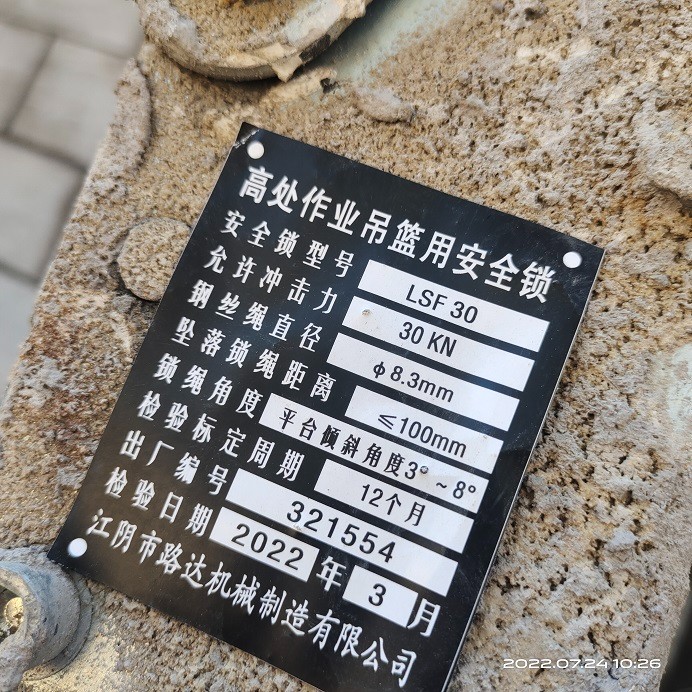 高处作业吊篮用安全锁
安全锁型号 LSF 30
允许冲击力 30 KN
钢丝绳直径 φ8.3mm
坠落锁绳距离 ≤100mm
锁绳角度 平台倾斜角度3°~8°
检验标定周期 12个月
出厂编号 321554
检验日期 2022 年 3 月
江阴市路达机械制造有限公司
2022.07.24 10:26